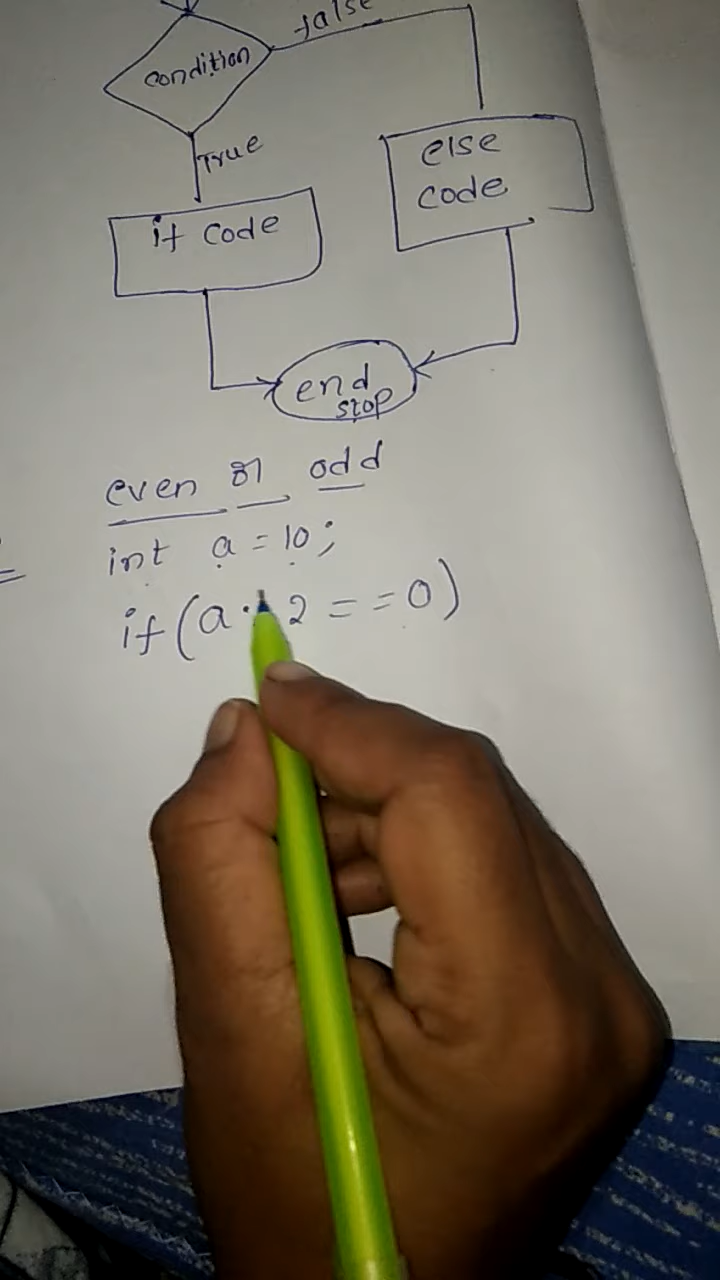 false
condition
True
else
code
if code
end
stop
even or odd
int a = 10;
if (a % 2 == 0)